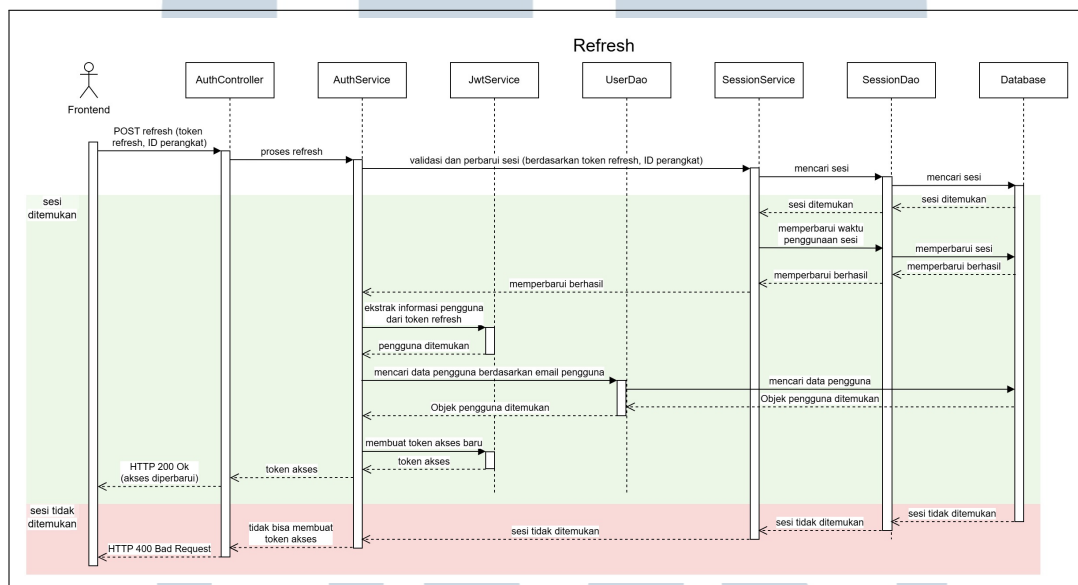 Refresh
Frontend
AuthController
AuthService
JwtService
UserDao
SessionService
SessionDao
Database
POST refresh (token
refresh, ID perangkat)
proses refresh
validasi dan perbarui sesi (berdasarkan token refresh, ID perangkat)
mencari sesi
mencari sesi
sesi
ditemukan
sesi ditemukan
sesi ditemukan
memperbarui waktu
penggunaan sesi
memperbarui sesi
memperbarui berhasil
memperbarui berhasil
memperbarui berhasil
ekstrak informasi pengguna
dari token refresh
pengguna ditemukan
mencari data pengguna berdasarkan email pengguna
mencari data pengguna
Objek pengguna ditemukan
Objek pengguna ditemukan
membuat token akses baru
token akses
token akses
HTTP 200 Ok
(akses diperbarui)
sesi tidak
ditemukan
sesi tidak ditemukan
sesi tidak ditemukan
sesi tidak ditemukan
tidak bisa membuat
token akses
HTTP 400 Bad Request